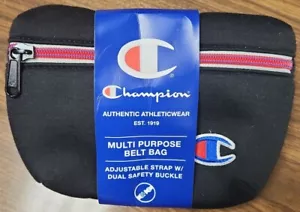 Champion
AUTHENTIC ATHLETICWEAR
EST. 1919
MULTI PURPOSE
BELT BAG
ADJUSTABLE STRAP W/
DUAL SAFETY BUCKLE